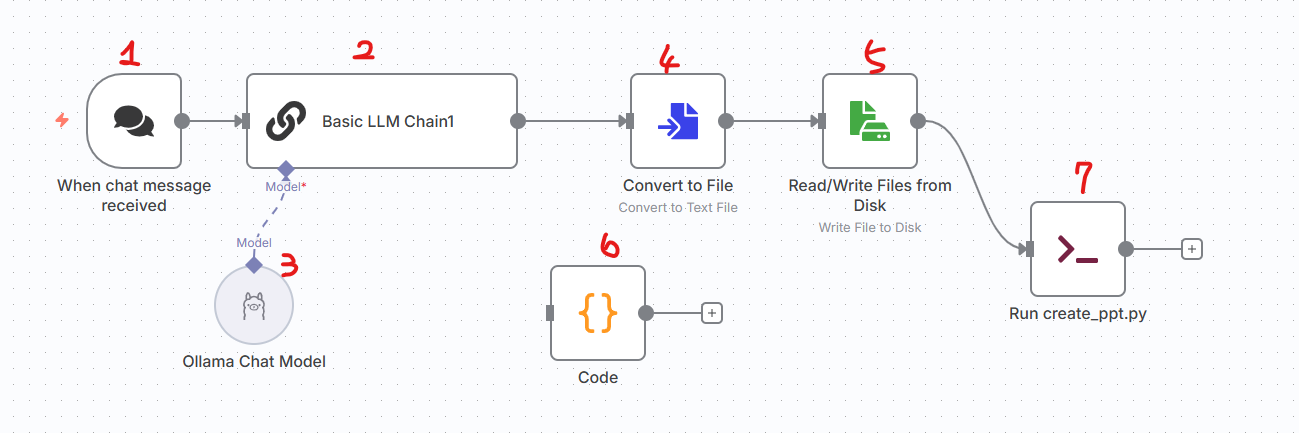 1
2
4
5
Basic LLM Chain1
When chat message
received
Model*
Convert to File
Convert to Text File
Read/Write Files from
Disk
Write File to Disk
7
Model
3
6
{}
>_
Run create_ppt.py
Ollama Chat Model
Code